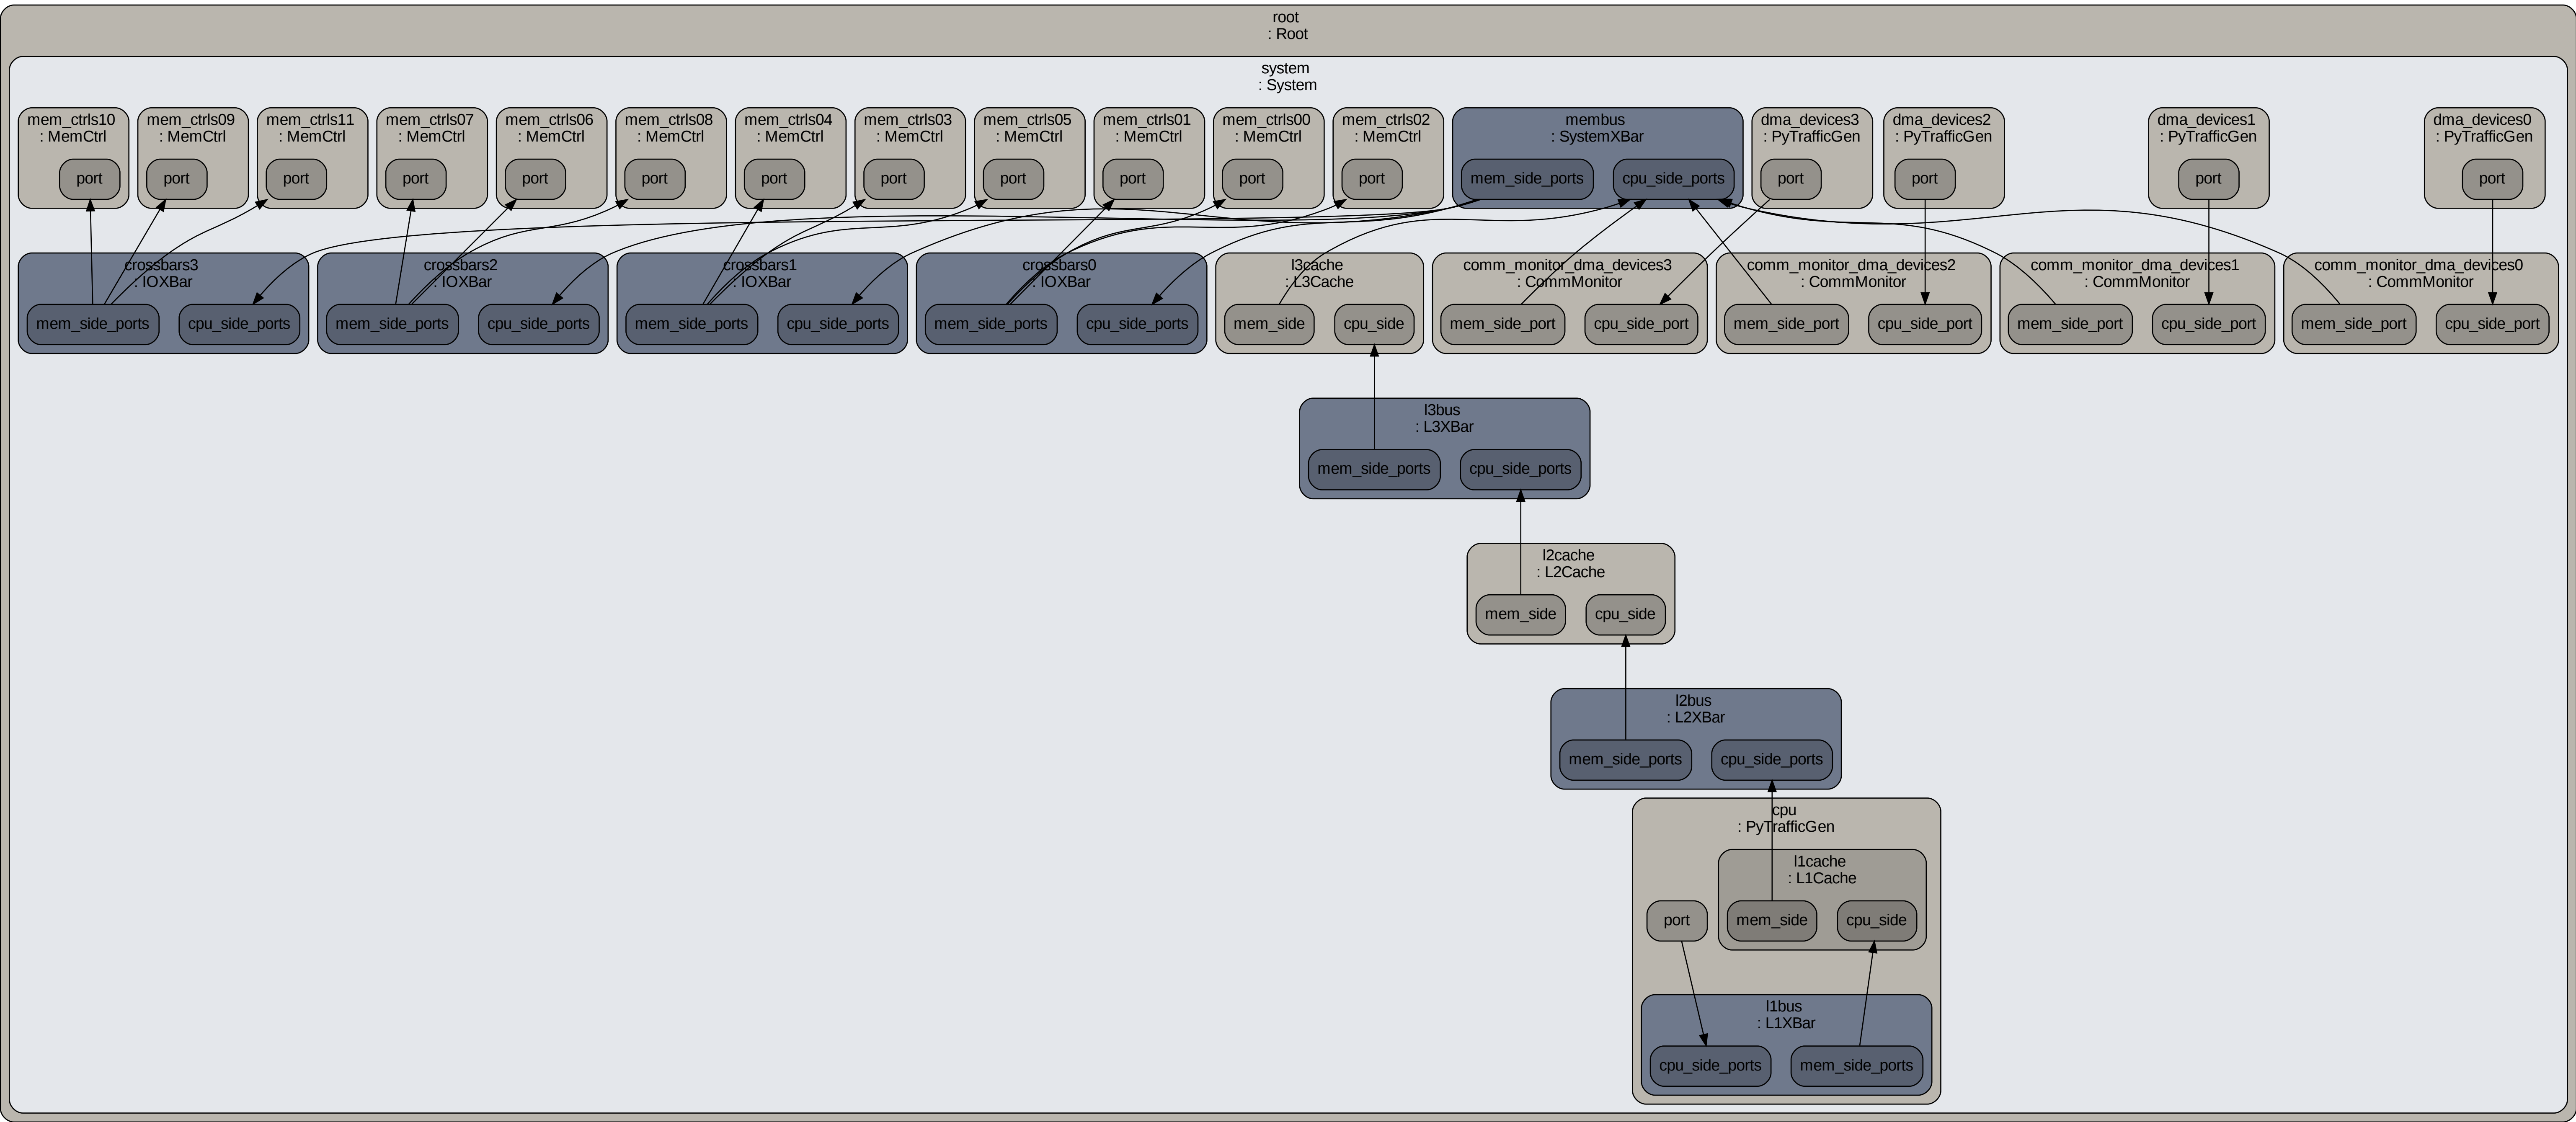 root
: Root
system
: System
mem_ctrls10
: MemCtrl
port
mem_ctrls09
: MemCtrl
port
mem_ctrls11
: MemCtrl
port
mem_ctrls07
: MemCtrl
port
mem_ctrls06
: MemCtrl
port
mem_ctrls08
: MemCtrl
port
mem_ctrls04
: MemCtrl
port
mem_ctrls03
: MemCtrl
port
mem_ctrls05
: MemCtrl
port
mem_ctrls01
: MemCtrl
port
mem_ctrls00
: MemCtrl
port
mem_ctrls02
: MemCtrl
port
membus
: SystemXBar
mem_side_ports
cpu_side_ports
dma_devices3
: PyTrafficGen
port
dma_devices2
: PyTrafficGen
port
dma_devices1
: PyTrafficGen
port
dma_devices0
: PyTrafficGen
port
crossbars3
: IOXBar
mem_side_ports
cpu_side_ports
crossbars2
: IOXBar
mem_side_ports
cpu_side_ports
crossbars1
: IOXBar
mem_side_ports
cpu_side_ports
crossbars0
: IOXBar
mem_side_ports
cpu_side_ports
l3cache
: L3Cache
mem_side
cpu_side
comm_monitor_dma_devices3
: CommMonitor
mem_side_port
cpu_side_port
comm_monitor_dma_devices2
: CommMonitor
mem_side_port
cpu_side_port
comm_monitor_dma_devices1
: CommMonitor
mem_side_port
cpu_side_port
comm_monitor_dma_devices0
: CommMonitor
mem_side_port
cpu_side_port
l3bus
: L3XBar
mem_side_ports
cpu_side_ports
l2cache
: L2Cache
mem_side
cpu_side
l2bus
: L2XBar
mem_side_ports
cpu_side_ports
cpu
: PyTrafficGen
l1cache
: L1Cache
port
mem_side
cpu_side
l1bus
: L1XBar
cpu_side_ports
mem_side_ports